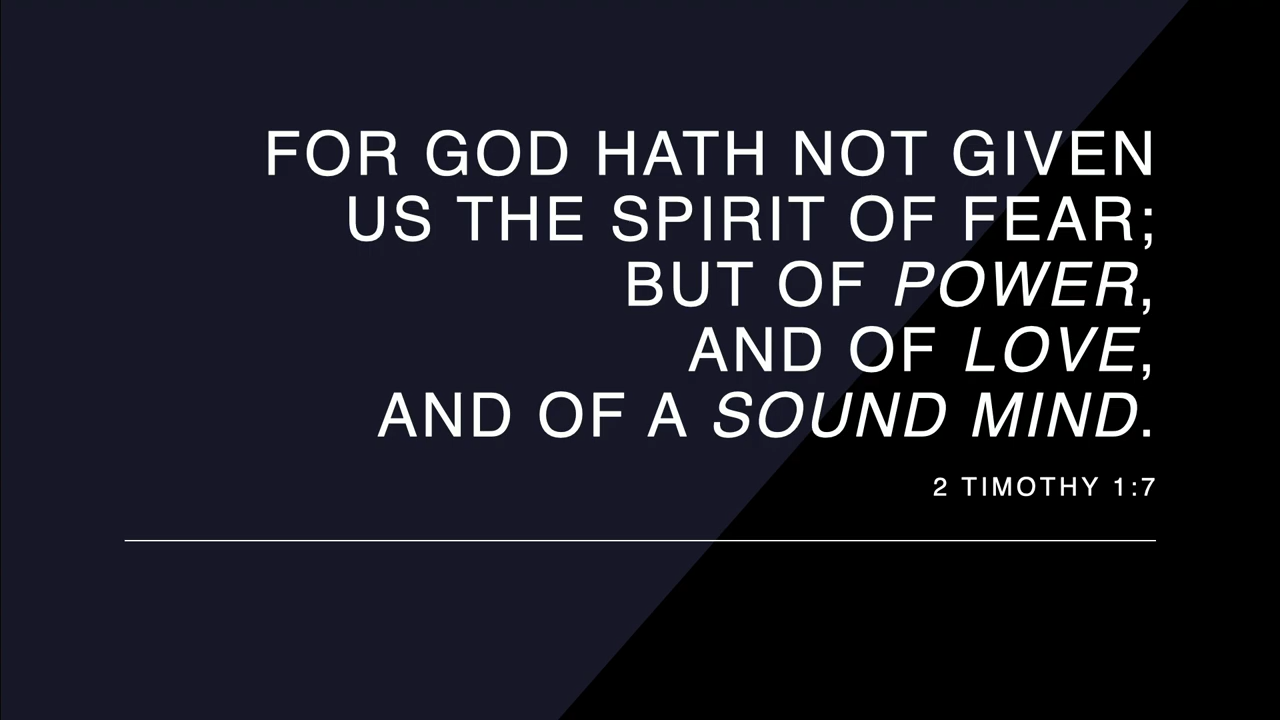 FOR GOD HATH NOT GIVEN
US THE SPIRIT OF FEAR;
BUT OF POWER,
AND OF LOVE,
AND OF A SOUND MIND.
2 TIMOTHY 1:7